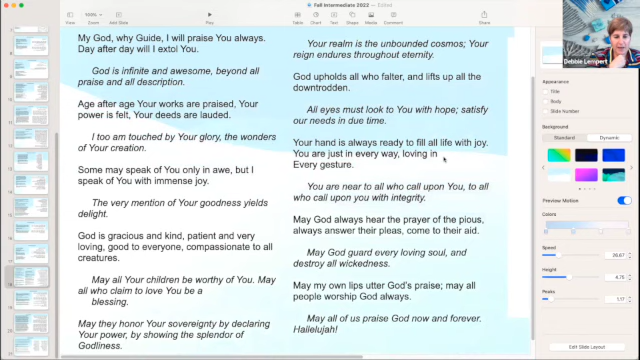 Fall Intermediate 2022 — Edited
100%
View
Zoom
Add Slide
Play
Table
Chart
Text
Shape
Media
Comment
Share
Format
Animate
Document
Debbie Lempert
My God, why Guide, I will praise You always.
Day after day will I extol You.
God is infinite and awesome, beyond all
praise and all description.
Age after age Your works are praised, Your
power is felt, Your deeds are lauded.
I too am touched by Your glory, the wonders
of Your creation.
Some may speak of You only in awe, but I
speak of You with immense joy.
The very mention of Your goodness yields
delight.
God is gracious and kind, patient and very
loving, good to everyone, compassionate to all
creatures.
May all Your children be worthy of You. May
all who claim to love You be a
blessing.
May they honor Your sovereignty by declaring
Your power, by showing the splendor of
Godliness.
Your realm is the unbounded cosmos; Your
reign endures throughout eternity.
God upholds all who falter, and lifts up all the
downtrodden.
All eyes must look to You with hope; satisfy
our needs in due time.
Your hand is always ready to fill all life with joy.
You are just in every way, loving in
Every gesture.
You are near to all who call upon You, to all
who call upon you with integrity.
May God always hear the prayer of the pious,
always answer their pleas, come to their aid.
May God guard every loving soul, and
destroy all wickedness.
May my own lips utter God's praise; may all
people worship God always.
May all of us praise God now and forever.
Hallelujah!
Appearance
Title
Body
Slide Number
Background
Standard
Dynamic
Preview Motion
Colors
Speed
Height
Peaks
1.17
Edit Slide Layout